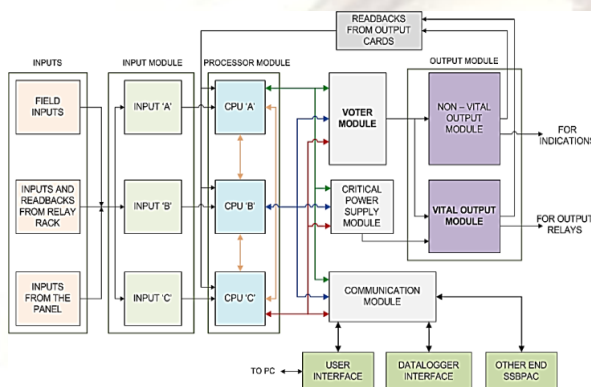 READBACKS
FROM OUTPUT
CARDS
INPUTS
INPUT MODULE
PROCESSOR MODULE
OUTPUT MODULE
FIELD
INPUTS
INPUT 'A'
CPU 'A'
VOTER
MODULE
NON – VITAL
OUTPUT
MODULE
FOR
INDICATIONS
INPUTS AND
READBACKS
FROM RELAY
RACK
INPUT 'B'
CPU 'B'
CRITICAL
POWER
SUPPLY
MODULE
VITAL OUTPUT
MODULE
FOR OUTPUT
RELAYS
INPUTS
FROM THE
PANEL
INPUT 'C'
CPU 'C'
COMMUNICATION
MODULE
TO PC
USER
INTERFACE
DATALOGGER
INTERFACE
OTHER END
SSBPAC